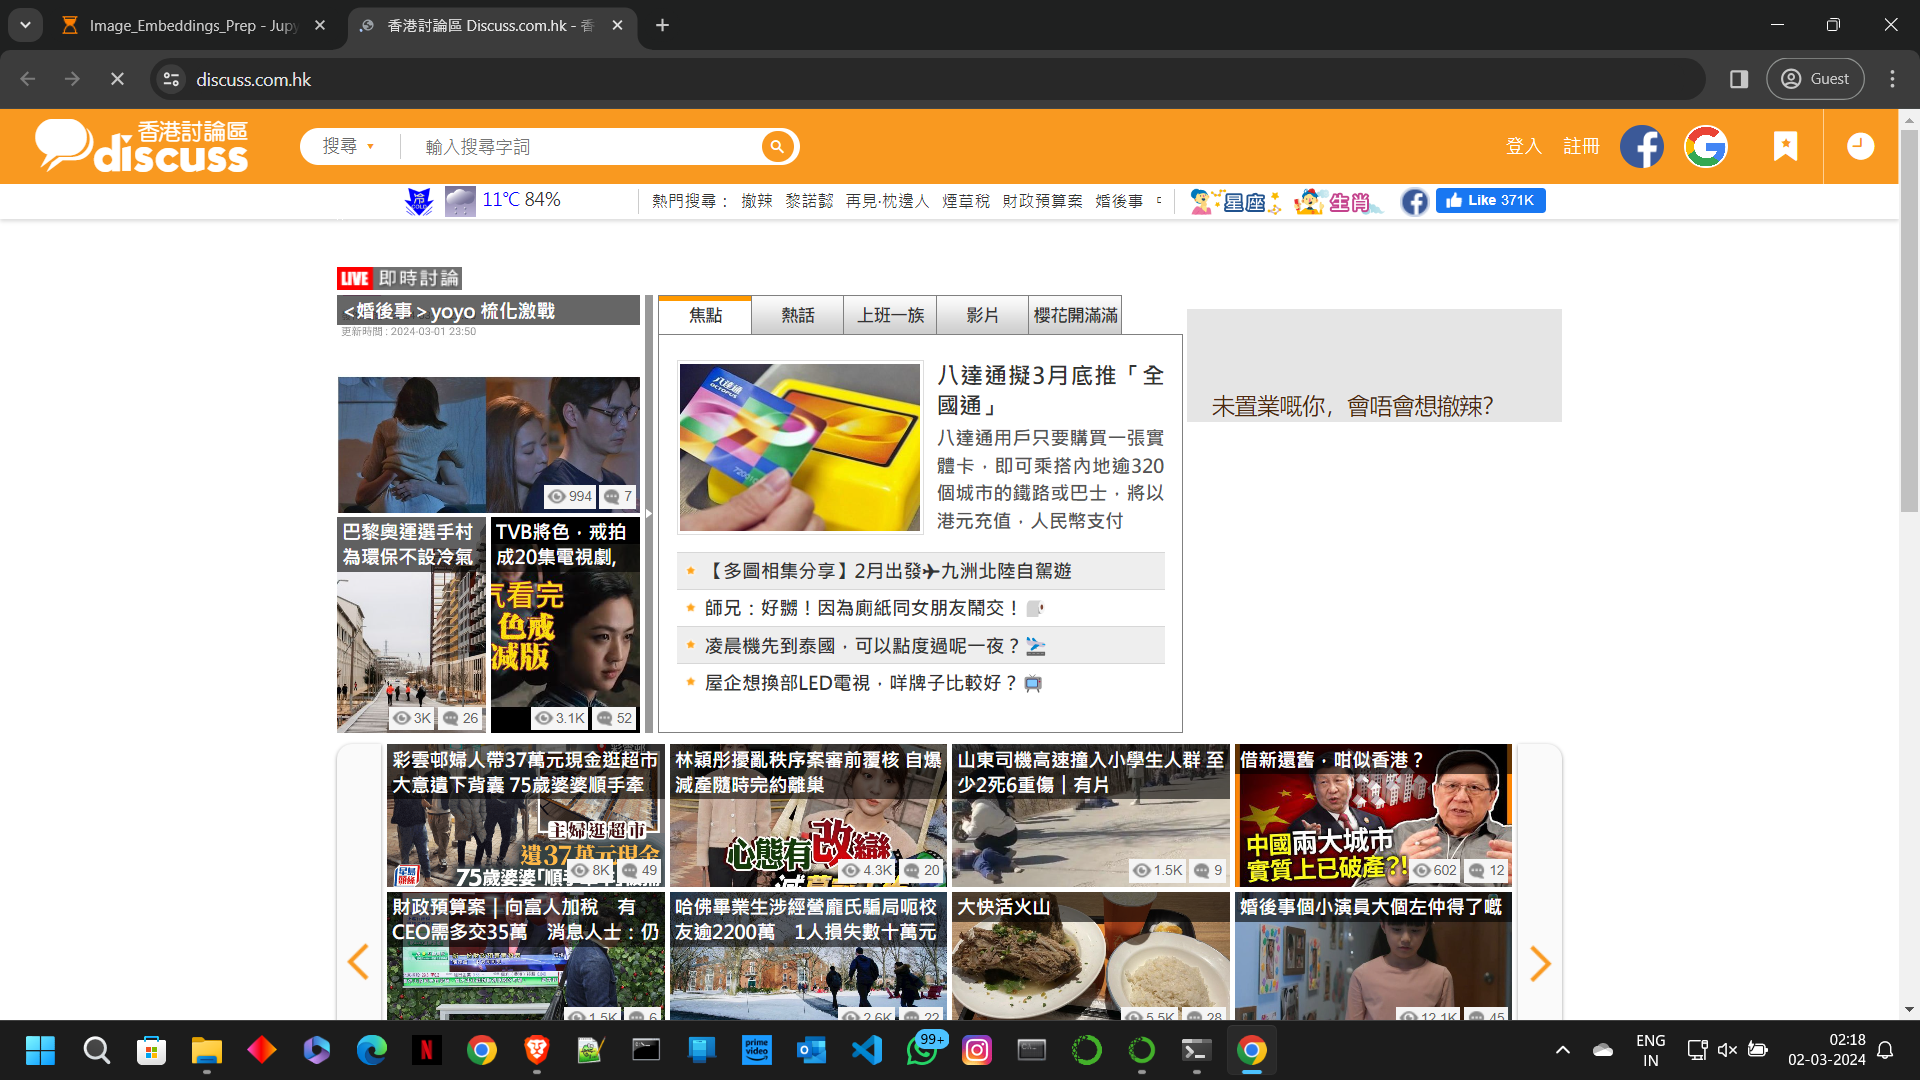 Image_Embeddings_Prep - Jupy
香港討論區 Discuss.com.hk - 香
discuss.com.hk
Guest
香港討論區
discuss
搜尋
輸入搜尋字詞
登入
註冊
11°C 84%
熱門搜尋：
撤辣
黎諾懿
再見·枕邊人
煙草稅
財政預算案
婚後事
星座
生肖
Like 371K
LIVE 即時討論
<婚後事＞yoyo 梳化激戰
更新時間 : 2024-03-01 23:50
994
7
巴黎奧運選手村
為環保不設冷氣
3K
26
TVB將色，戒拍
成20集電視劇,
看完
色戒
减版
3.1K
52
焦點
熱話
上班一族
影片
櫻花開滿滿
八達通
OCTOPUS
八達通擬3月底推「全
國通」
八達通用戶只要購買一張實
體卡，即可乘搭內地逾320
個城市的鐵路或巴士，將以
港元充值，人民幣支付
【多圖相集分享】2月出發✈九洲北陸自駕遊
師兄：好嬲！因為廁紙同女朋友鬧交！
凌晨機先到泰國，可以點度過呢一夜？
屋企想換部LED電視，咩牌子比較好？
未置業嘅你，會唔會想撤辣？
彩雲邨婦人帶37萬元現金逛超市
大意遺下背囊 75歲婆婆順手牽
主婦逛超市
遺37萬元現金
75歲婆婆「順手
星島
頭條
8K
49
林穎彤擾亂秩序案審前覆核 自爆
減產隨時完約離巢
心態有改變
4.3K
20
山東司機高速撞入小學生人群 至
少2死6重傷｜有片
1.5K
9
借新還舊，咁似香港？
中國兩大城市
實質上已破產?!
602
12
財政預算案｜向富人加稅　有
CEO需多交35萬　消息人士：仍
1.5K
6
哈佛畢業生涉經營龐氏騙局呃校
友逾2200萬　1人損失數十萬元
2.6K
22
大快活火山
5.5K
28
婚後事個小演員大個左仲得了嘅
12.1K
45
prime
video
99+
ENG
IN
02:18
02-03-2024